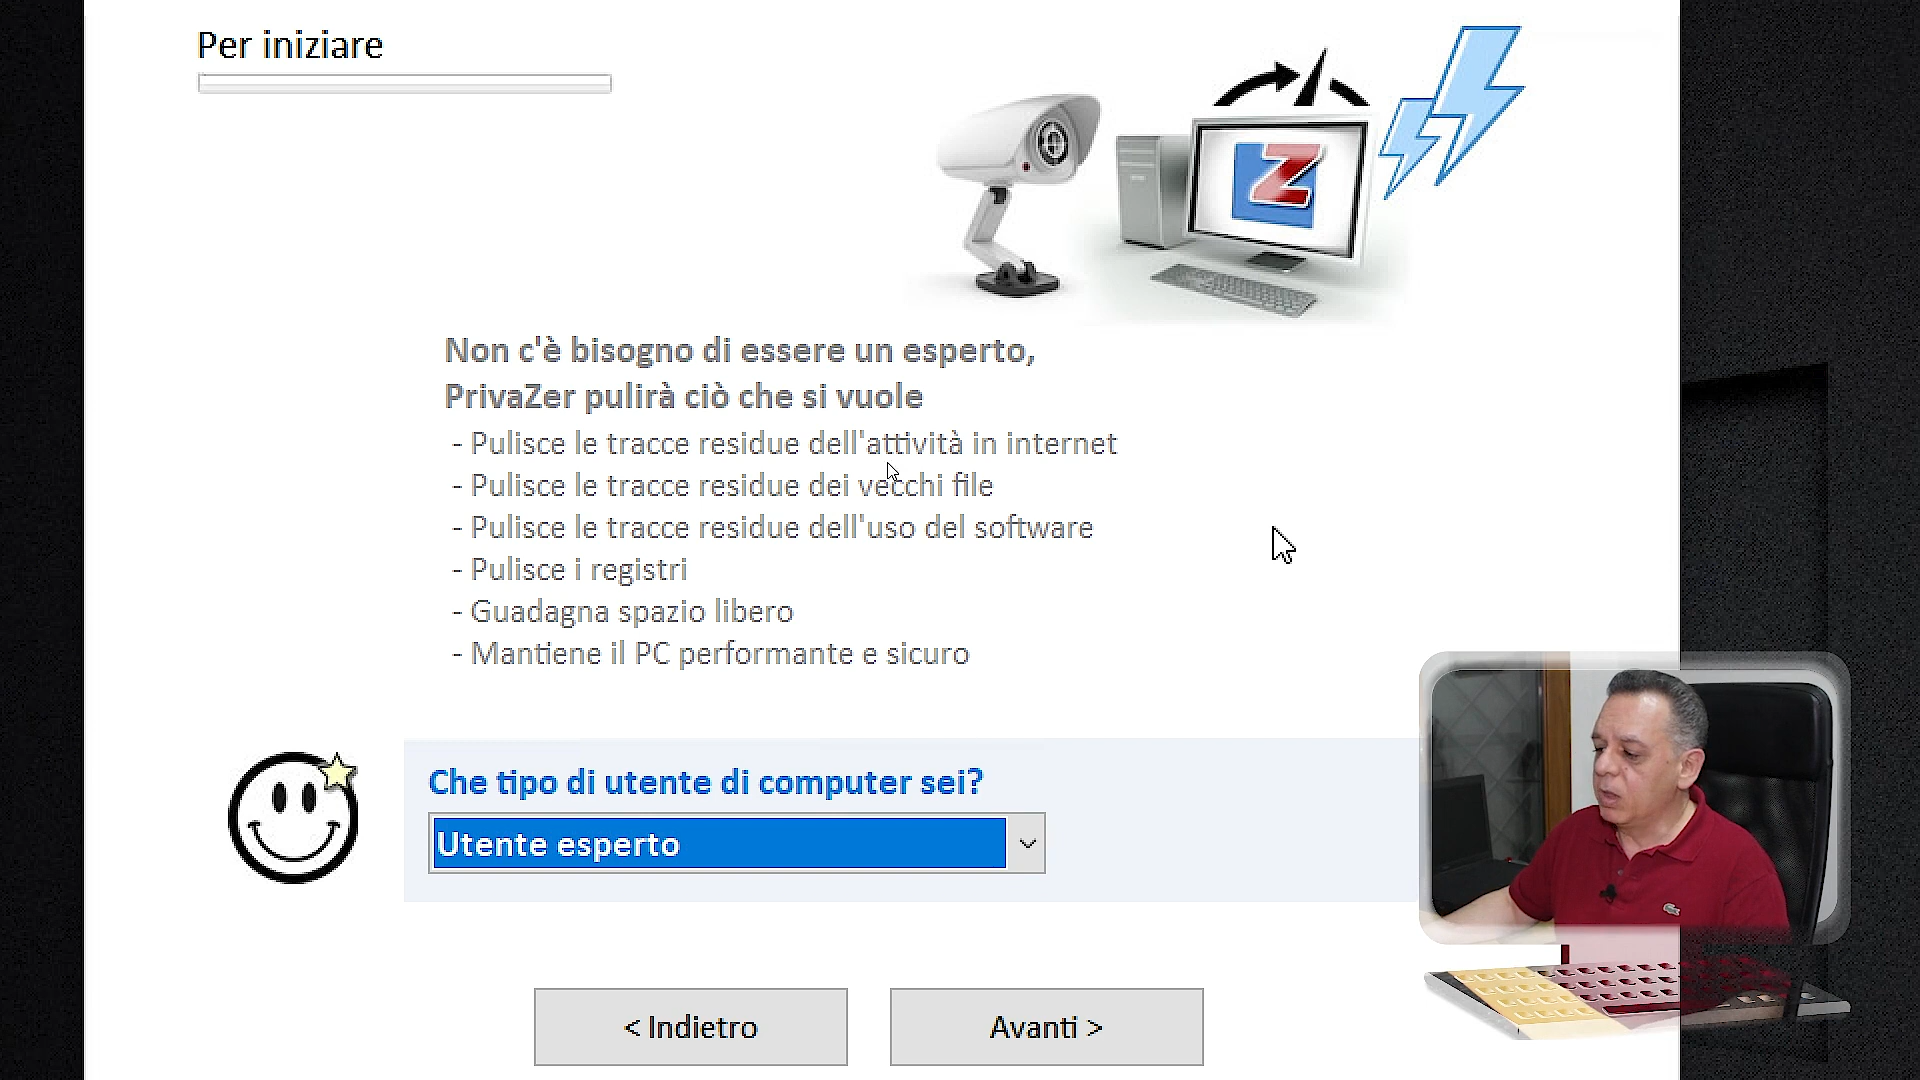 Per iniziare
Z
Non c'è bisogno di essere un esperto,
PrivaZer pulirà ciò che si vuole
- Pulisce le tracce residue dell'attività in internet
- Pulisce le tracce residue dei vecchi file
- Pulisce le tracce residue dell'uso del software
- Pulisce i registri
- Guadagna spazio libero
- Mantiene il PC performante e sicuro
Che tipo di utente di computer sei?
Utente esperto
< Indietro
Avanti >